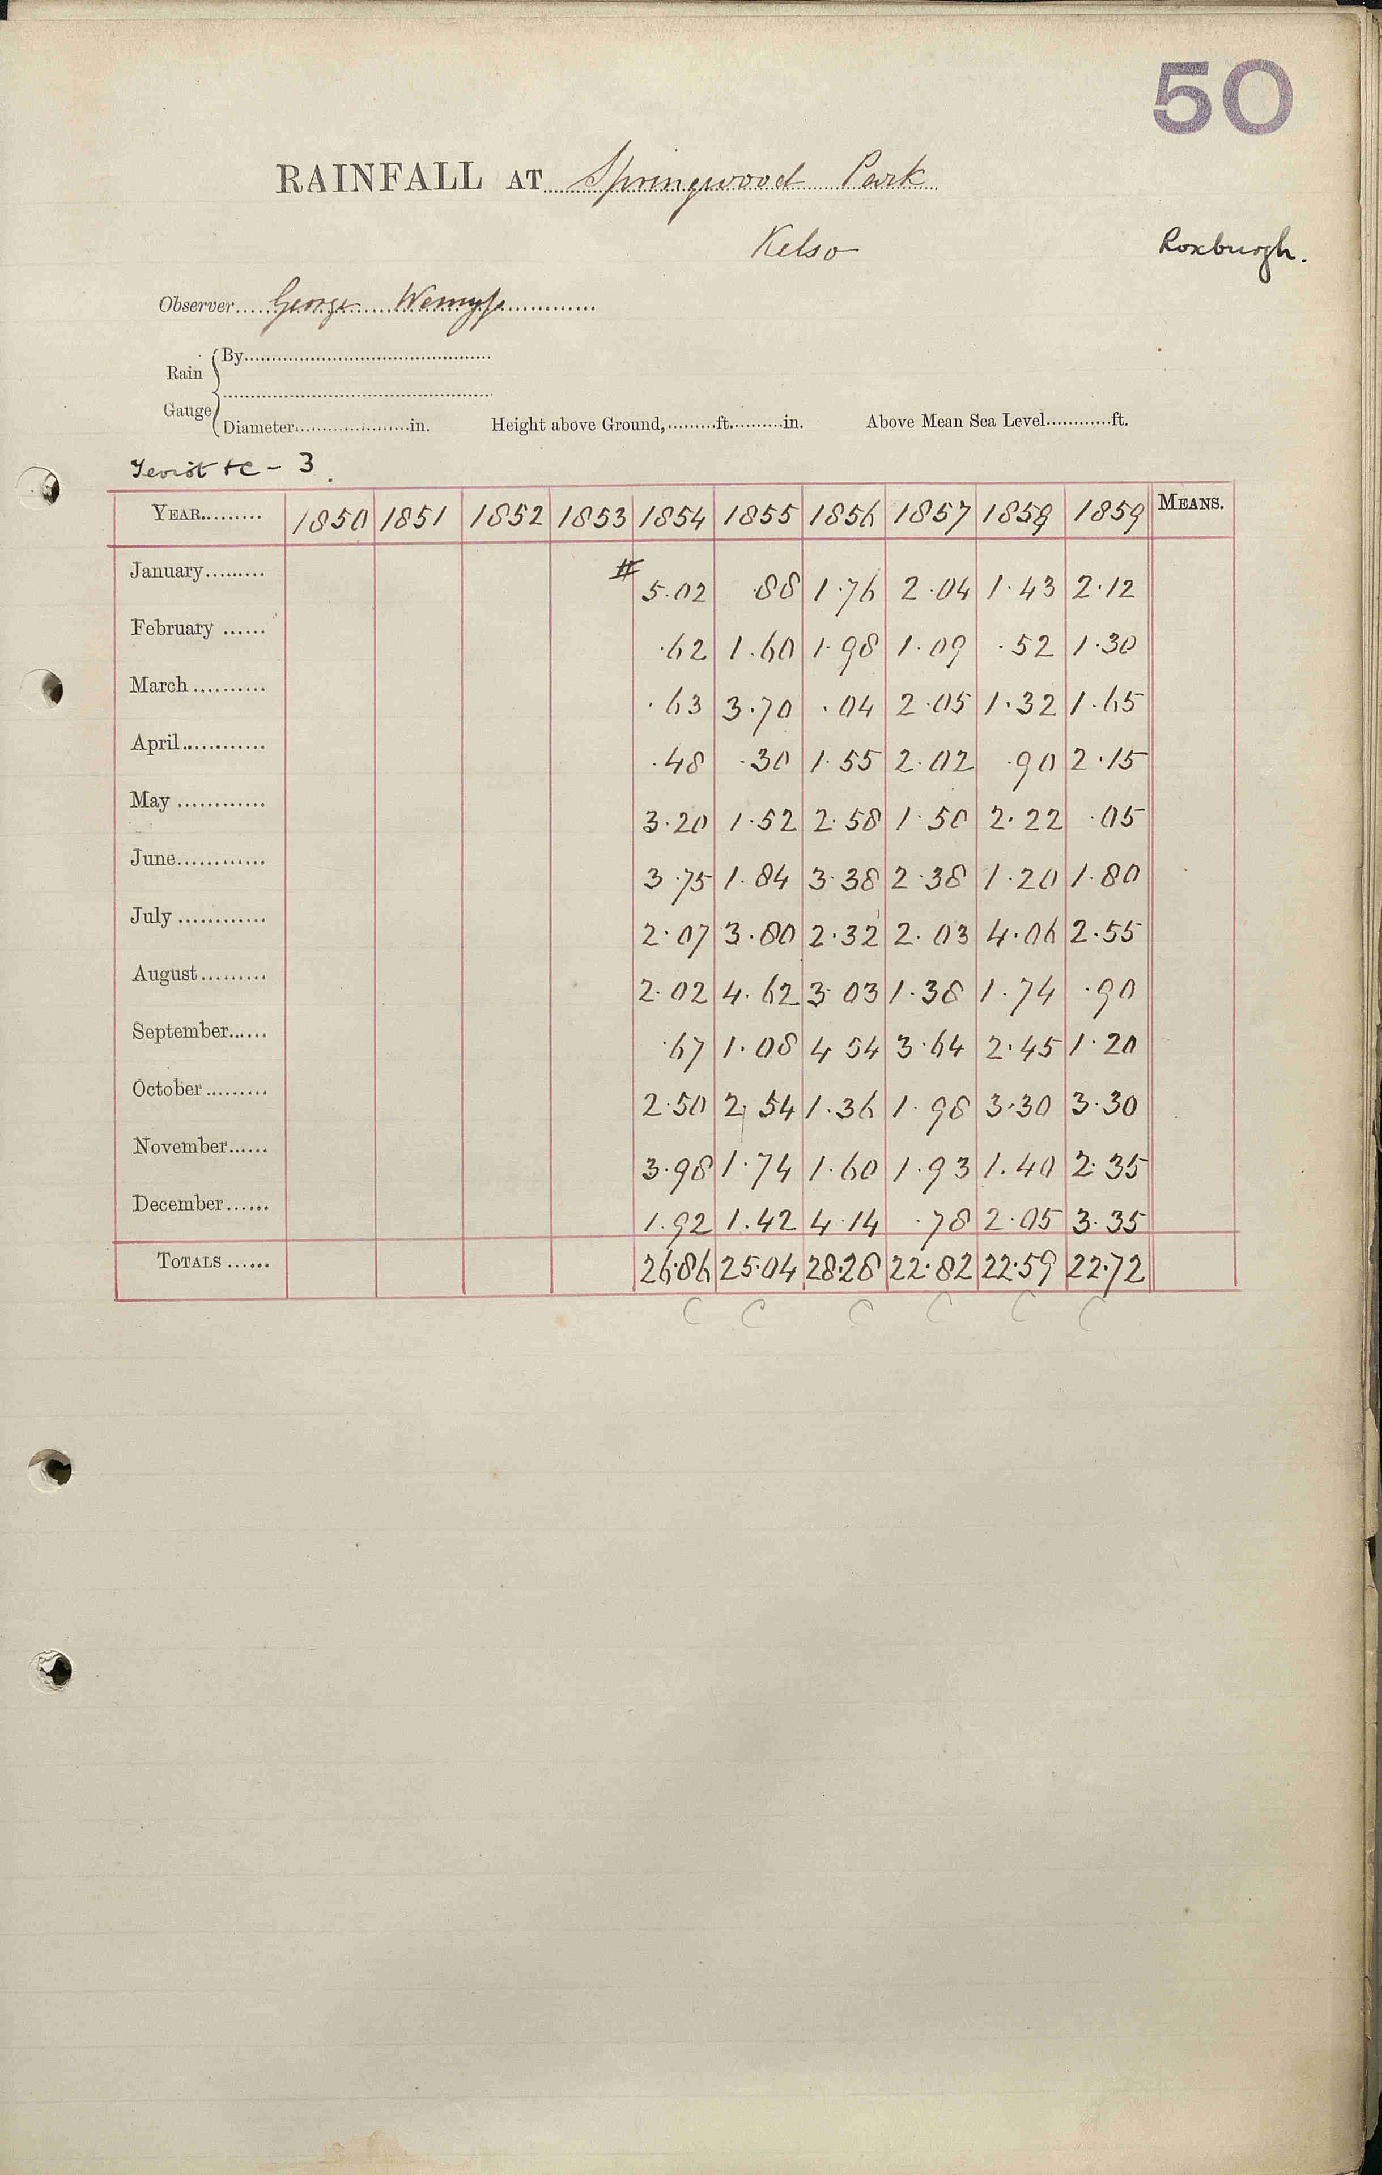 50
RAINFALL AT Springwood Park
Kelso
Roxburgh.
Observer George Wemyss
Rain Gauge
By
Diameter in. Height above Ground, ft. in. Above Mean Sea Level ft.
Teviot &c - 3
YEAR 1850 1851 1852 1853 1854 1855 1856 1857 1858 1859 MEANS.
January # 5.02 .88 1.76 2.04 1.43 2.12
February .62 1.60 1.98 1.09 .52 1.30
March .63 3.70 .04 2.05 1.32 1.65
April .48 .30 1.55 2.02 .90 2.15
May 3.20 1.52 2.58 1.50 2.22 .05
June 3.75 1.84 3.38 2.38 1.20 1.80
July 2.07 3.80 2.32 2.03 4.06 2.55
August 2.02 4.62 3.03 1.38 1.74 .90
September .67 1.08 4.54 3.64 2.45 1.20
October 2.50 2.54 1.36 1.98 3.30 3.30
November 3.98 1.74 1.60 1.93 1.40 2.35
December 1.92 1.42 4.14 .78 2.05 3.35
TOTALS 26.86 25.04 28.28 22.82 22.59 22.72
C C C C C C